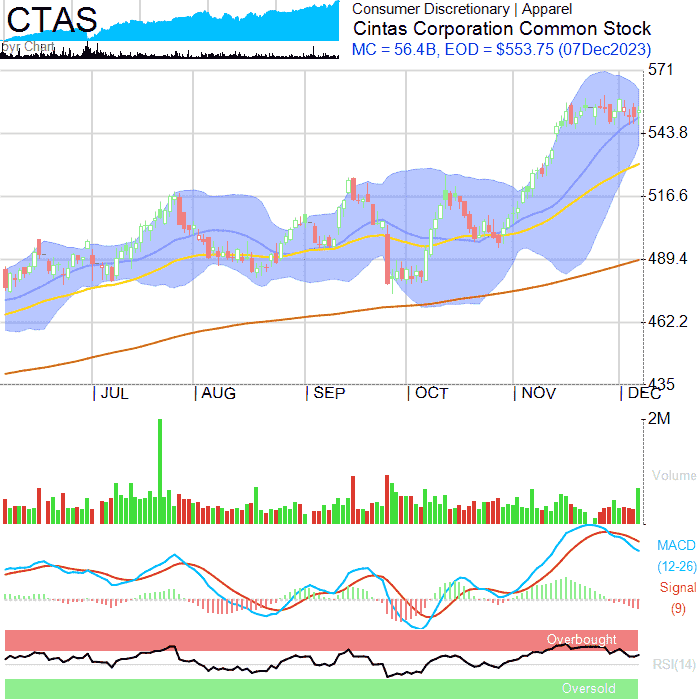 CTAS
Consumer Discretionary | Apparel
Cintas Corporation Common Stock
MC = 56.4B, EOD = $553.75 (07Dec2023)
571
543.8
516.6
489.4
462.2
435
JUL AUG SEP OCT NOV DEC
2M
Volume
MACD
(12-26)
Signal
(9)
Overbought
RSI(14)
Oversold